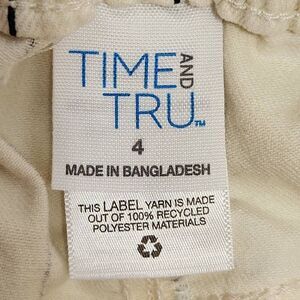 TIME AND
TRU™
4
MADE IN BANGLADESH
THIS LABEL YARN IS MADE
OUT OF 100% RECYCLED
POLYESTER MATERIALS